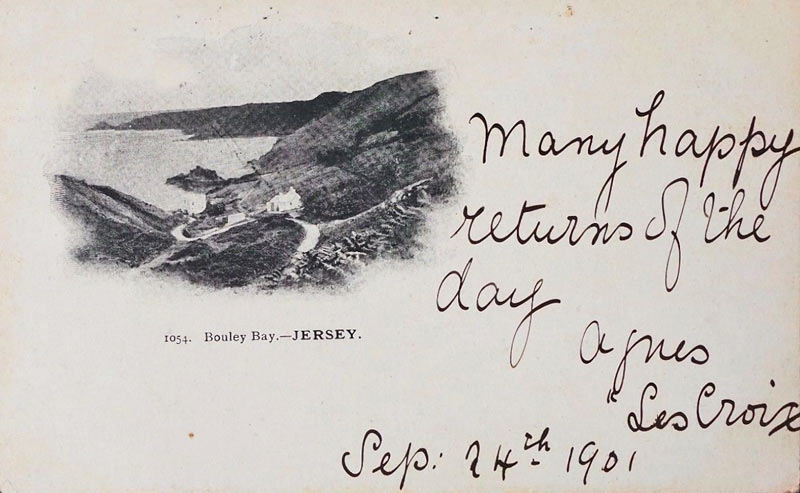 1054. Bouley Bay.—JERSEY.
Many happy
returns of the
day
Agnes
"Les Croix
Sep: 24th 1901